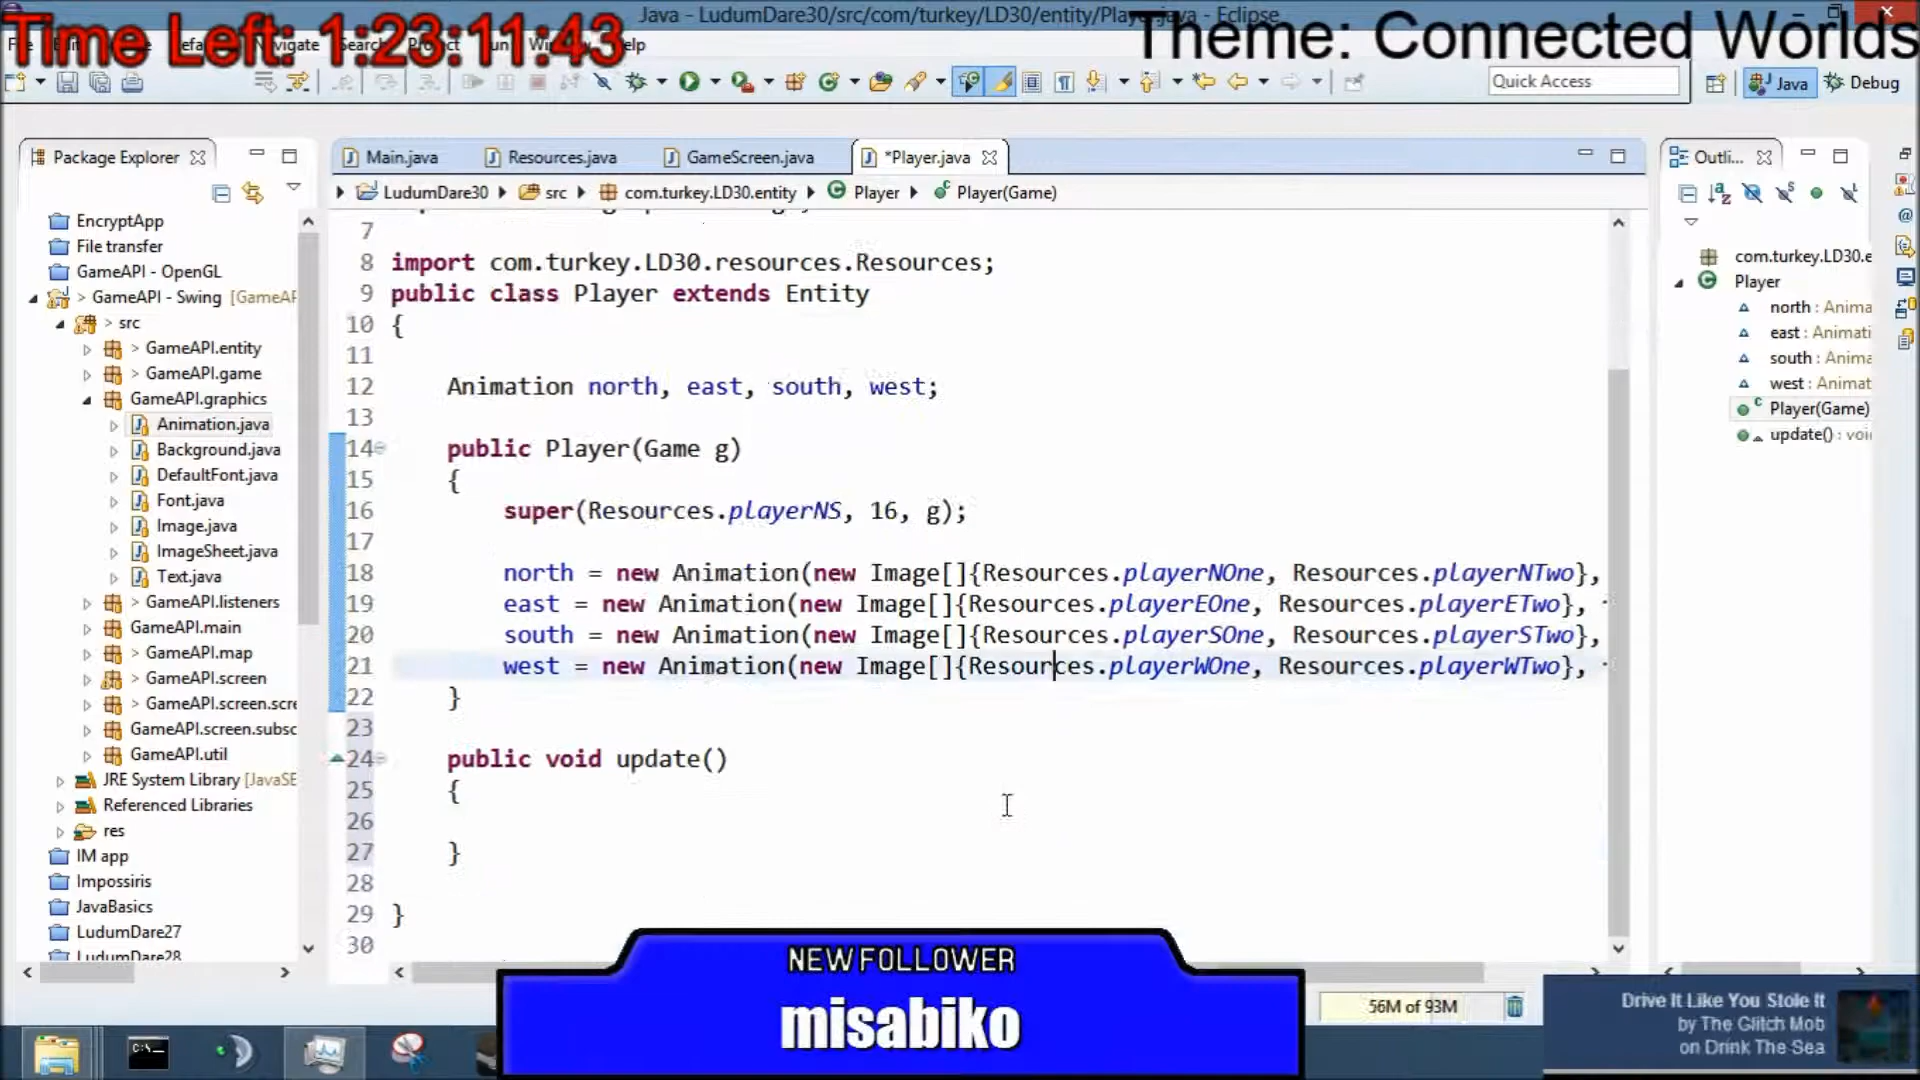 Java - LudumDare30/src/com/turkey/LD30/entity/Player.java - Eclipse
Time Left: 1:23:11:43
Theme: Connected Worlds
Quick Access
Java
Debug
Package Explorer
Main.java
Resources.java
GameScreen.java
*Player.java
Outli...
LudumDare30
src
com.turkey.LD30.entity
Player
Player(Game)
EncryptApp
File transfer
GameAPI - OpenGL
> GameAPI - Swing [GameAP
> src
> GameAPI.entity
> GameAPI.game
GameAPI.graphics
Animation.java
Background.java
DefaultFont.java
Font.java
Image.java
ImageSheet.java
Text.java
> GameAPI.listeners
GameAPI.main
> GameAPI.map
> GameAPI.screen
> GameAPI.screen.scre
GameAPI.screen.subsc
GameAPI.util
JRE System Library [JavaSE
Referenced Libraries
res
IM app
Impossiris
JavaBasics
LudumDare27
LudumDare28
7
8 import com.turkey.LD30.resources.Resources;
9 public class Player extends Entity
10 {
11
12 Animation north, east, south, west;
13
14 public Player(Game g)
15 {
16 super(Resources.playerNS, 16, g);
17
18 north = new Animation(new Image[]{Resources.playerNOne, Resources.playerNTwo},
19 east = new Animation(new Image[]{Resources.playerEOne, Resources.playerETwo},
20 south = new Animation(new Image[]{Resources.playerSOne, Resources.playerSTwo},
21 west = new Animation(new Image[]{Resources.playerWOne, Resources.playerWTwo},
22 }
23
24 public void update()
25 {
26
27 }
28
29 }
30
com.turkey.LD30.e
Player
north : Anima
east : Animati
south : Anima
west : Animat
Player(Game)
update() : voi
NEW FOLLOWER
misabiko
56M of 93M
Drive It Like You Stole It
by The Glitch Mob
on Drink The Sea